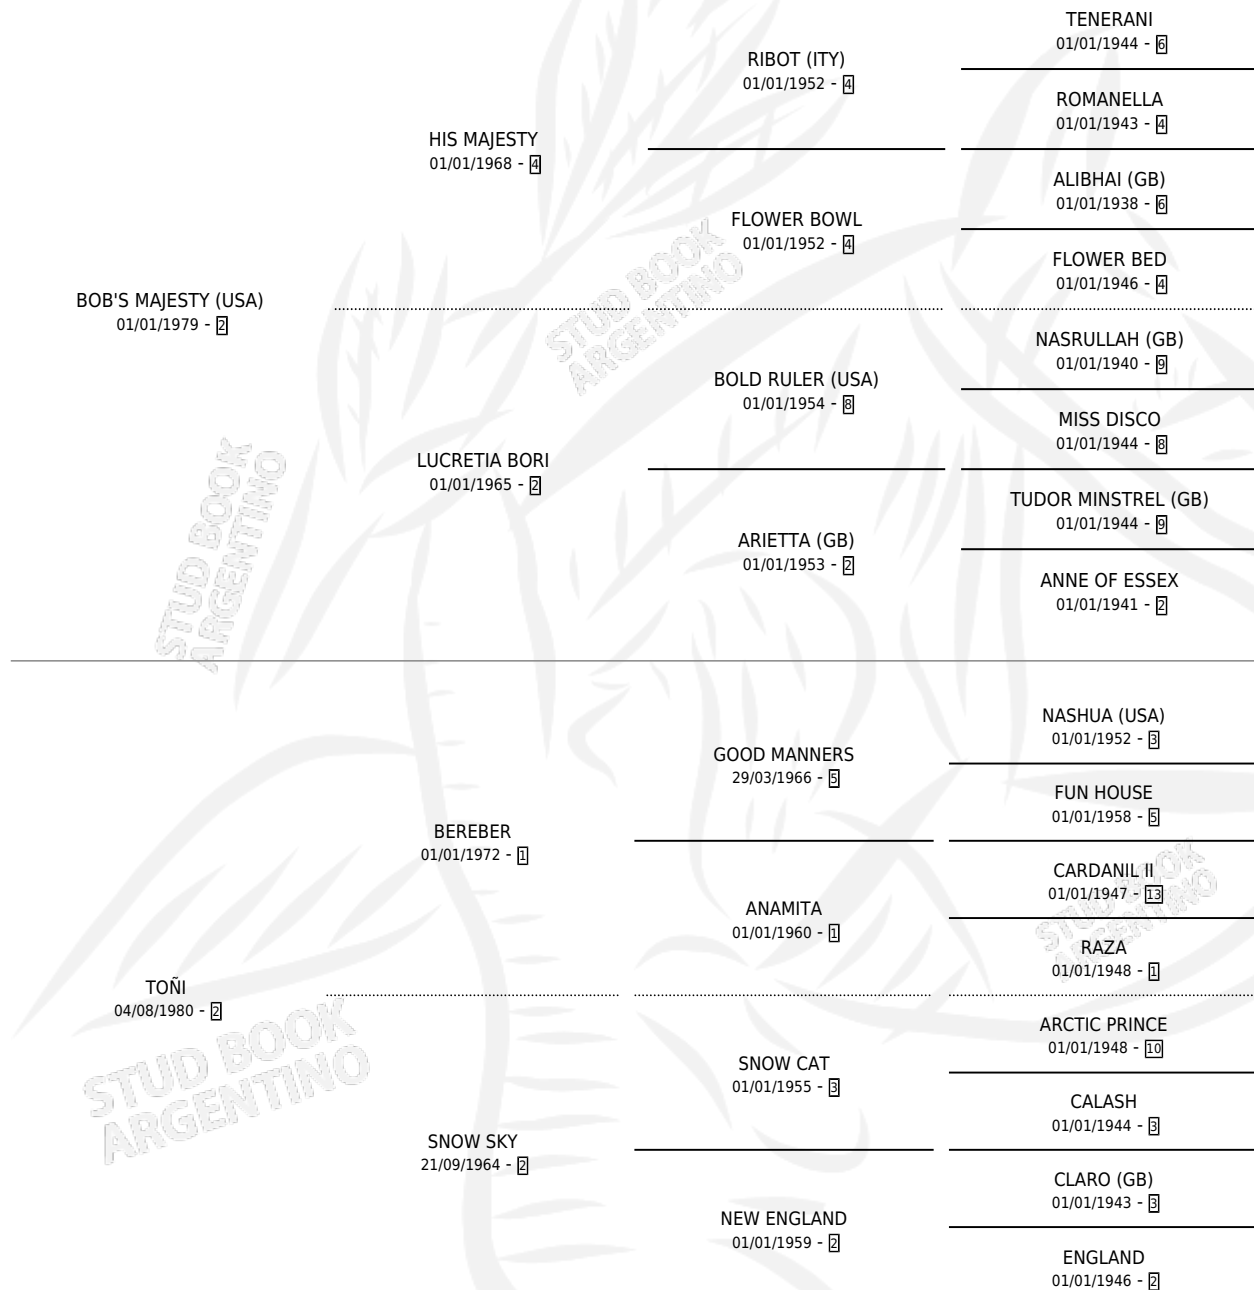 TENERANI
01/01/1944 - 6
RIBOT (ITY)
01/01/1952 - 4
ROMANELLA
01/01/1943 - 4
HIS MAJESTY
01/01/1968 - 4
ALIBHAI (GB)
01/01/1938 - 6
FLOWER BOWL
01/01/1952 - 4
FLOWER BED
01/01/1946 - 4
BOB'S MAJESTY (USA)
01/01/1979 - 2
NASRULLAH (GB)
01/01/1940 - 9
BOLD RULER (USA)
01/01/1954 - 8
MISS DISCO
01/01/1944 - 8
LUCRETIA BORI
01/01/1965 - 2
TUDOR MINSTREL (GB)
01/01/1944 - 9
ARIETTA (GB)
01/01/1953 - 2
ANNE OF ESSEX
01/01/1941 - 2
NASHUA (USA)
01/01/1952 - 3
GOOD MANNERS
29/03/1966 - 5
FUN HOUSE
01/01/1958 - 5
BEREBER
01/01/1972 - 1
CARDANIL II
01/01/1947 - 13
ANAMITA
01/01/1960 - 1
RAZA
01/01/1948 - 1
TOÑI
04/08/1980 - 2
ARCTIC PRINCE
01/01/1948 - 10
SNOW CAT
01/01/1955 - 3
CALASH
01/01/1944 - 3
SNOW SKY
21/09/1964 - 2
CLARO (GB)
01/01/1943 - 3
NEW ENGLAND
01/01/1959 - 2
ENGLAND
01/01/1946 - 2
STUD BOOK
ARGENTINO
STUD BOOK
ARGENTINO
STUD BOOK
ARGENTINO
STUD BOOK
ARGENTINO